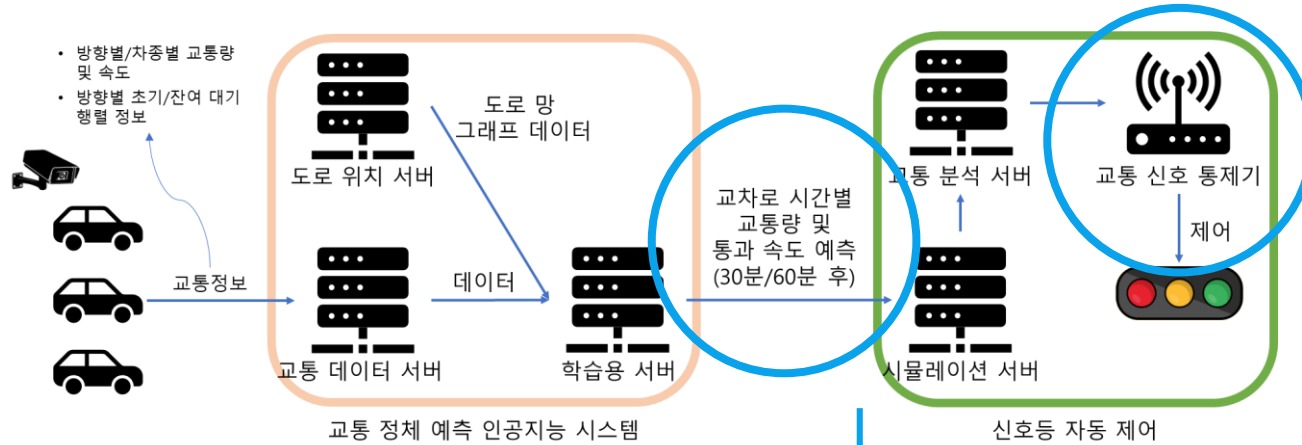 • 방향별/차종별 교통량
및 속도
• 방향별 초기/잔여 대기
행렬 정보
도로 망
그래프 데이터
도로 위치 서버
교통정보
데이터
교통 데이터 서버
학습용 서버
교차로 시간별
교통량 및
통과 속도 예측
(30분/60분 후)
교통 분석 서버
교통 신호 통제기
제어
시뮬레이션 서버
교통 정체 예측 인공지능 시스템
신호등 자동 제어